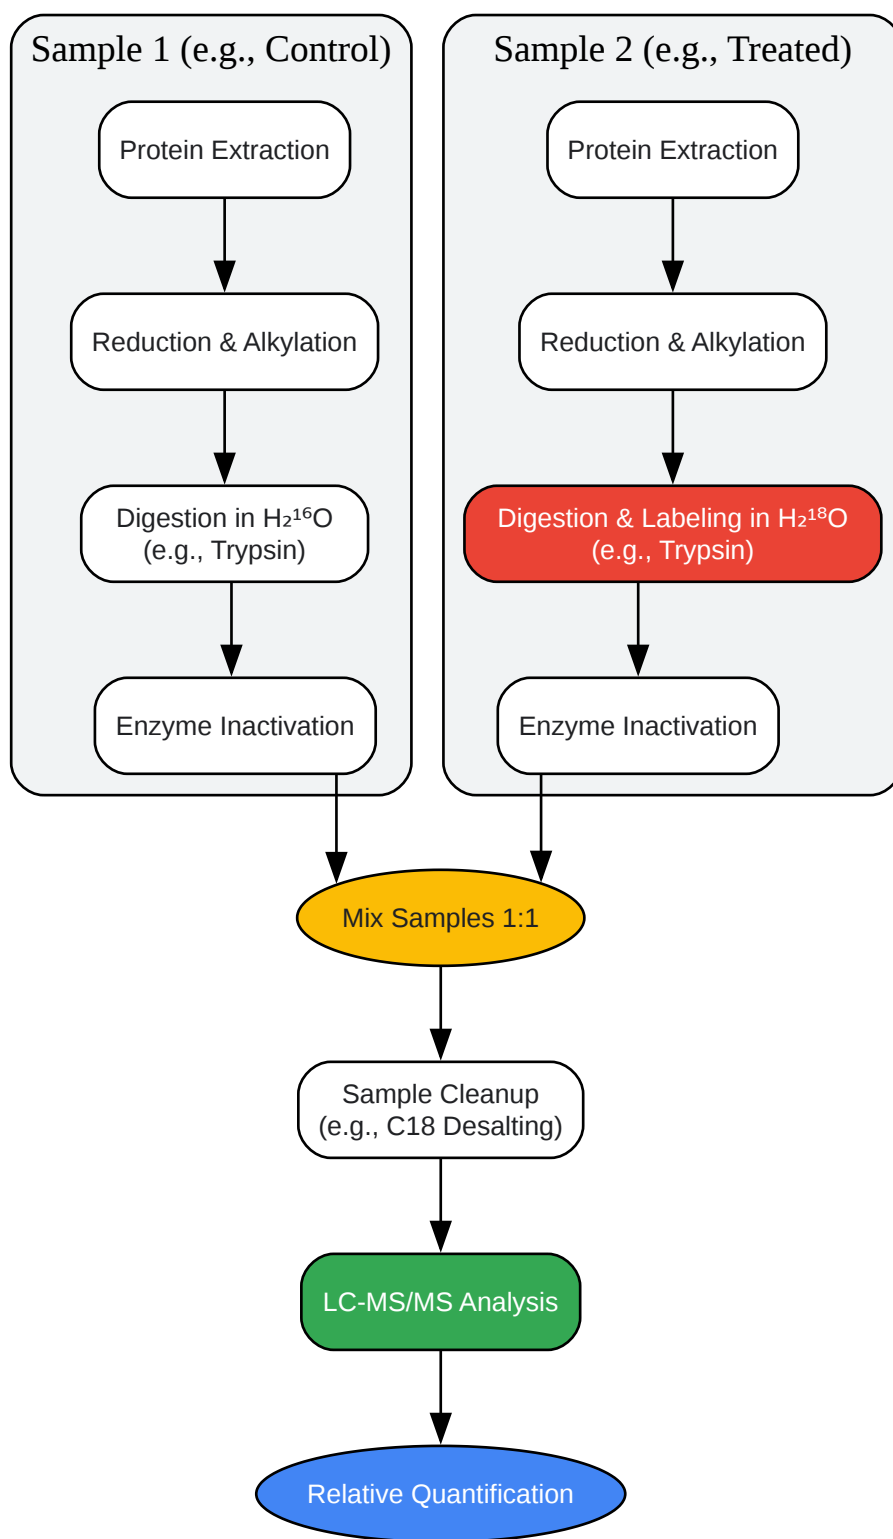 Sample 1 (e.g., Control)
Protein Extraction
Reduction & Alkylation
Digestion in H₂¹⁶O
(e.g., Trypsin)
Enzyme Inactivation
Sample 2 (e.g., Treated)
Protein Extraction
Reduction & Alkylation
Digestion & Labeling in H₂¹⁸O
(e.g., Trypsin)
Enzyme Inactivation
Mix Samples 1:1
Sample Cleanup
(e.g., C18 Desalting)
LC-MS/MS Analysis
Relative Quantification